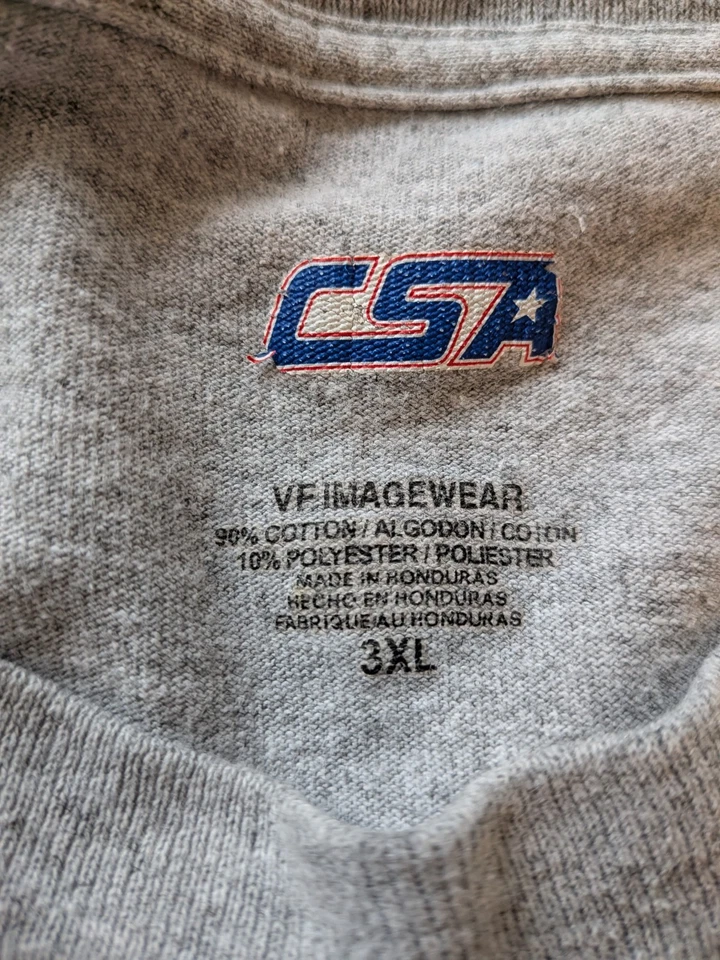 CSA
VF IMAGEWEAR
90% COTTON / ALGODON / COTON
10% POLYESTER / POLIESTER
MADE IN HONDURAS
HECHO EN HONDURAS
FABRIQUE AU HONDURAS
3XL